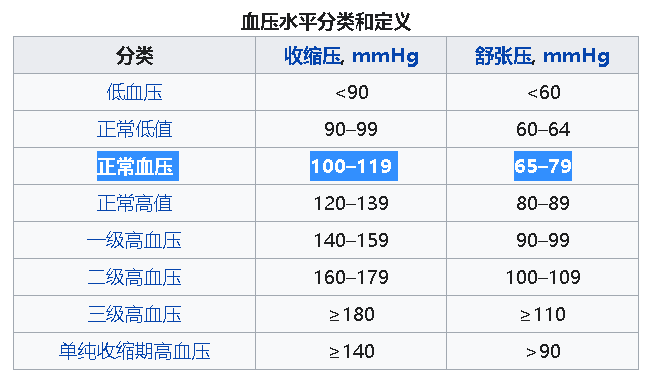 血压水平分类和定义
分类 收缩压, mmHg 舒张压, mmHg
低血压 <90 <60
正常低值 90–99 60–64
正常血压 100–119 65–79
正常高值 120–139 80–89
一级高血压 140–159 90–99
二级高血压 160–179 100–109
三级高血压 ≥180 ≥110
单纯收缩期高血压 ≥140 >90